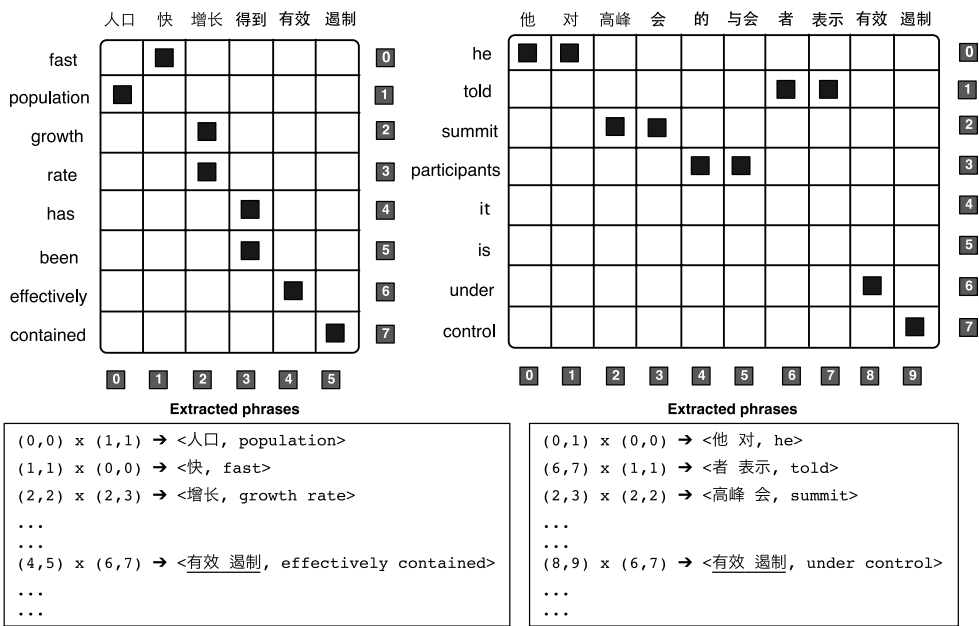 人口 快 增长 得到 有效 遏制
fast 0
population 1
growth 2
rate 3
has 4
been 5
effectively 6
contained 7
0 1 2 3 4 5
Extracted phrases
(0,0) x (1,1) ➔ <人口, population>
(1,1) x (0,0) ➔ <快, fast>
(2,2) x (2,3) ➔ <增长, growth rate>
...
...
(4,5) x (6,7) ➔ <有效 遏制, effectively contained>
...
...
他 对 高峰 会 的 与会 者 表示 有效 遏制
he 0
told 1
summit 2
participants 3
it 4
is 5
under 6
control 7
0 1 2 3 4 5 6 7 8 9
Extracted phrases
(0,1) x (0,0) ➔ <他 对, he>
(6,7) x (1,1) ➔ <者 表示, told>
(2,3) x (2,2) ➔ <高峰 会, summit>
...
...
(8,9) x (6,7) ➔ <有效 遏制, under control>
...
...